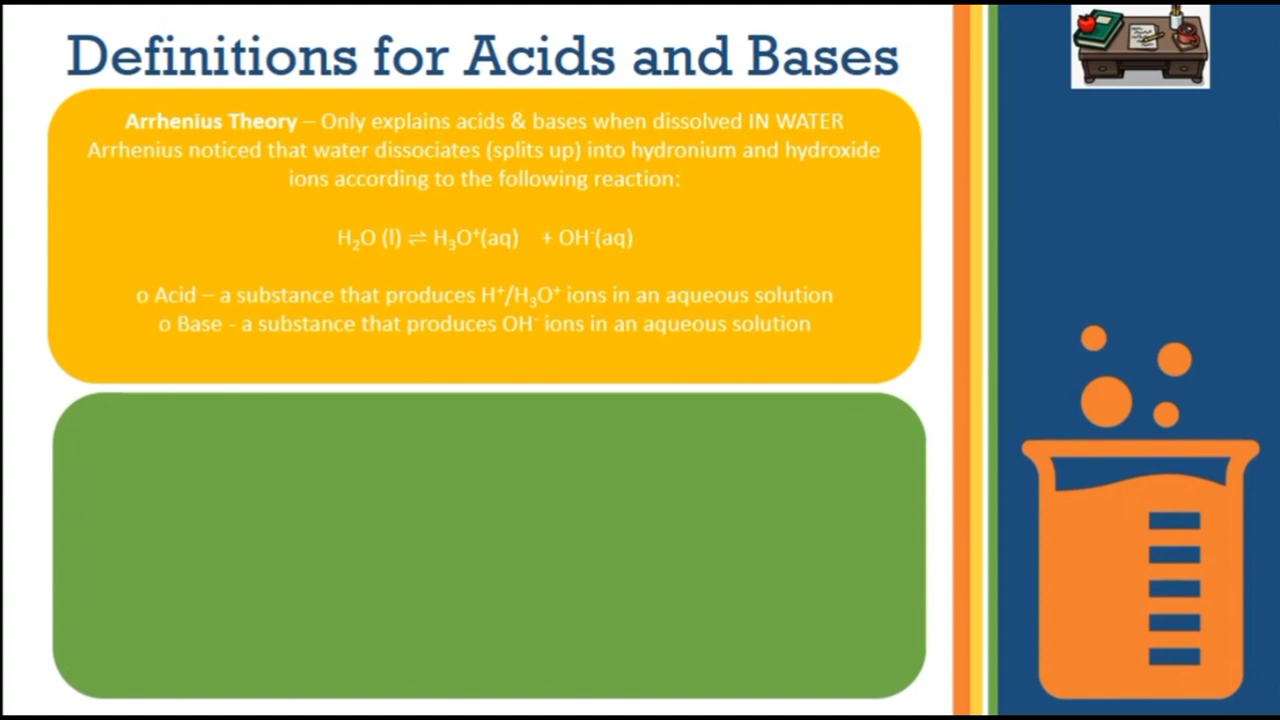 Definitions for Acids and Bases
Arrhenius Theory – Only explains acids & bases when dissolved IN WATER
Arrhenius noticed that water dissociates (splits up) into hydronium and hydroxide
ions according to the following reaction:
H₂O (l) ⇌ H₃O⁺(aq) + OH⁻(aq)
o Acid – a substance that produces H⁺/H₃O⁺ ions in an aqueous solution
o Base - a substance that produces OH⁻ ions in an aqueous solution